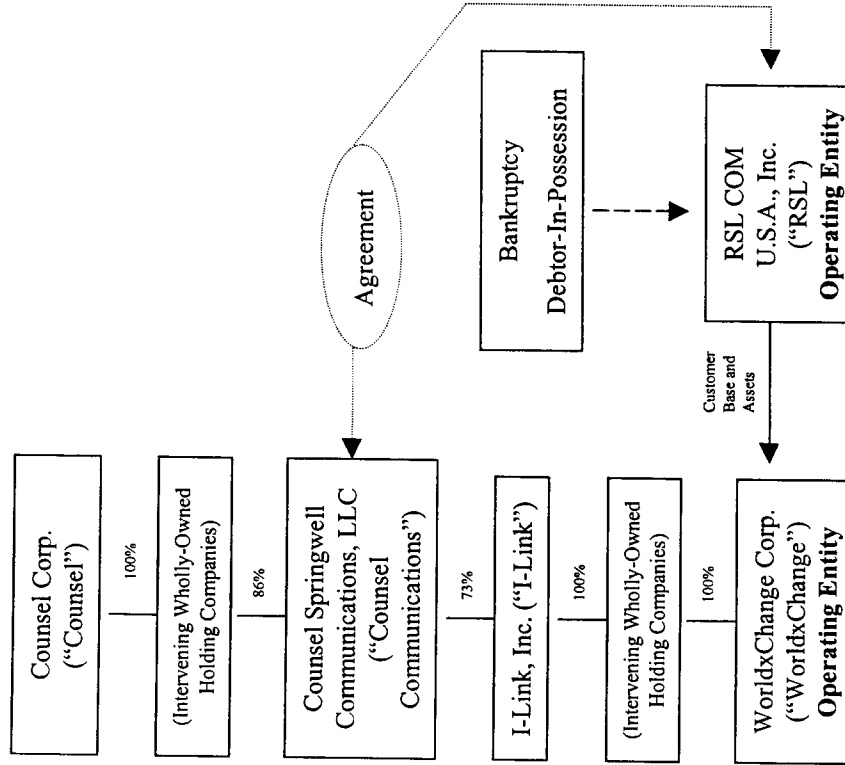 Counsel Corp.
(“Counsel”)
100%
(Intervening Wholly-Owned
Holding Companies)
86%
Counsel Springwell
Communications, LLC
(“Counsel
Communications”)
73%
I-Link, Inc. (“I-Link”)
100%
(Intervening Wholly-Owned
Holding Companies)
100%
WorldxChange Corp.
(“WorldxChange”)
Operating Entity
Agreement
Bankruptcy
Debtor-In-Possession
Customer
Base and
Assets
RSL COM
U.S.A., Inc.
(“RSL”)
Operating Entity